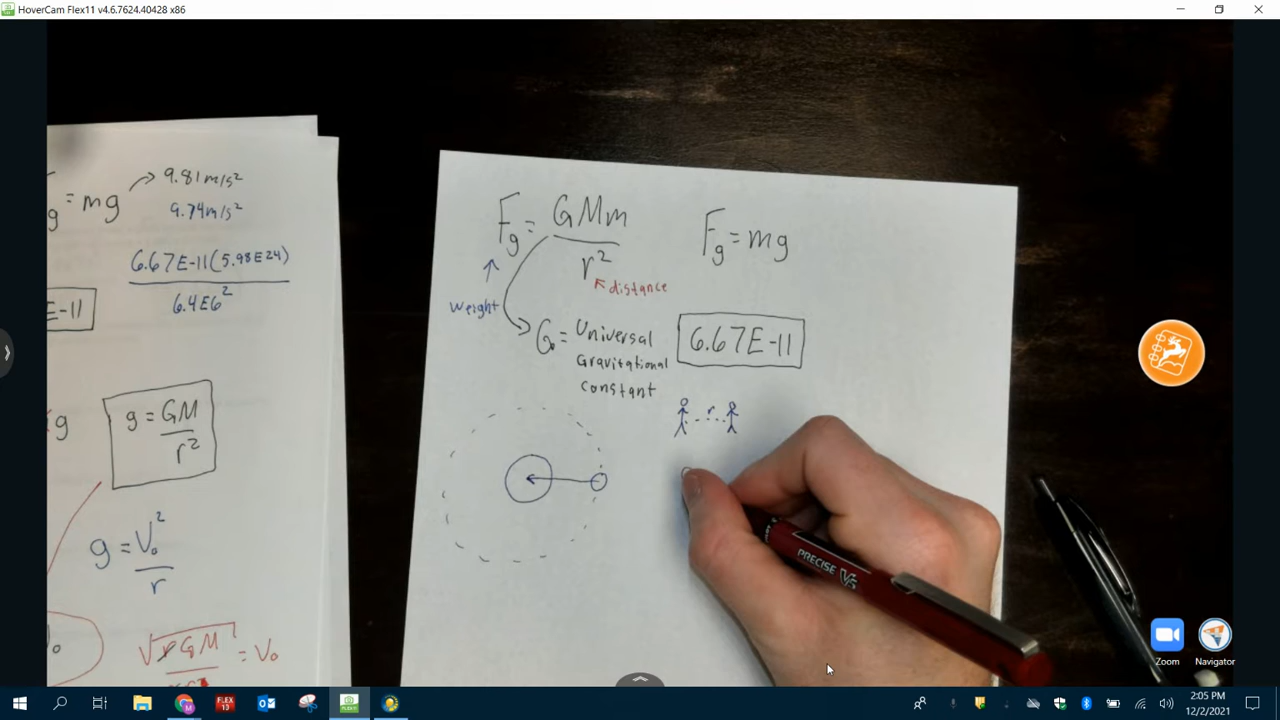 HoverCam Flex11 v4.6.7624.40428 x86
= mg → 9.81 m/s²
g
9.74 m/s²
6.67E-11(5.98E24)
6.4E6²
E-11
g
g = GM
r²
g = V₀²
r
√rGM = V₀
Fg = GMm
r²
Fg = mg
distance
Weight
G = Universal
Gravitational
Constant
6.67E-11
r
PRECISE V5
Zoom
Navigator
FLEX
11
2:05 PM
12/2/2021